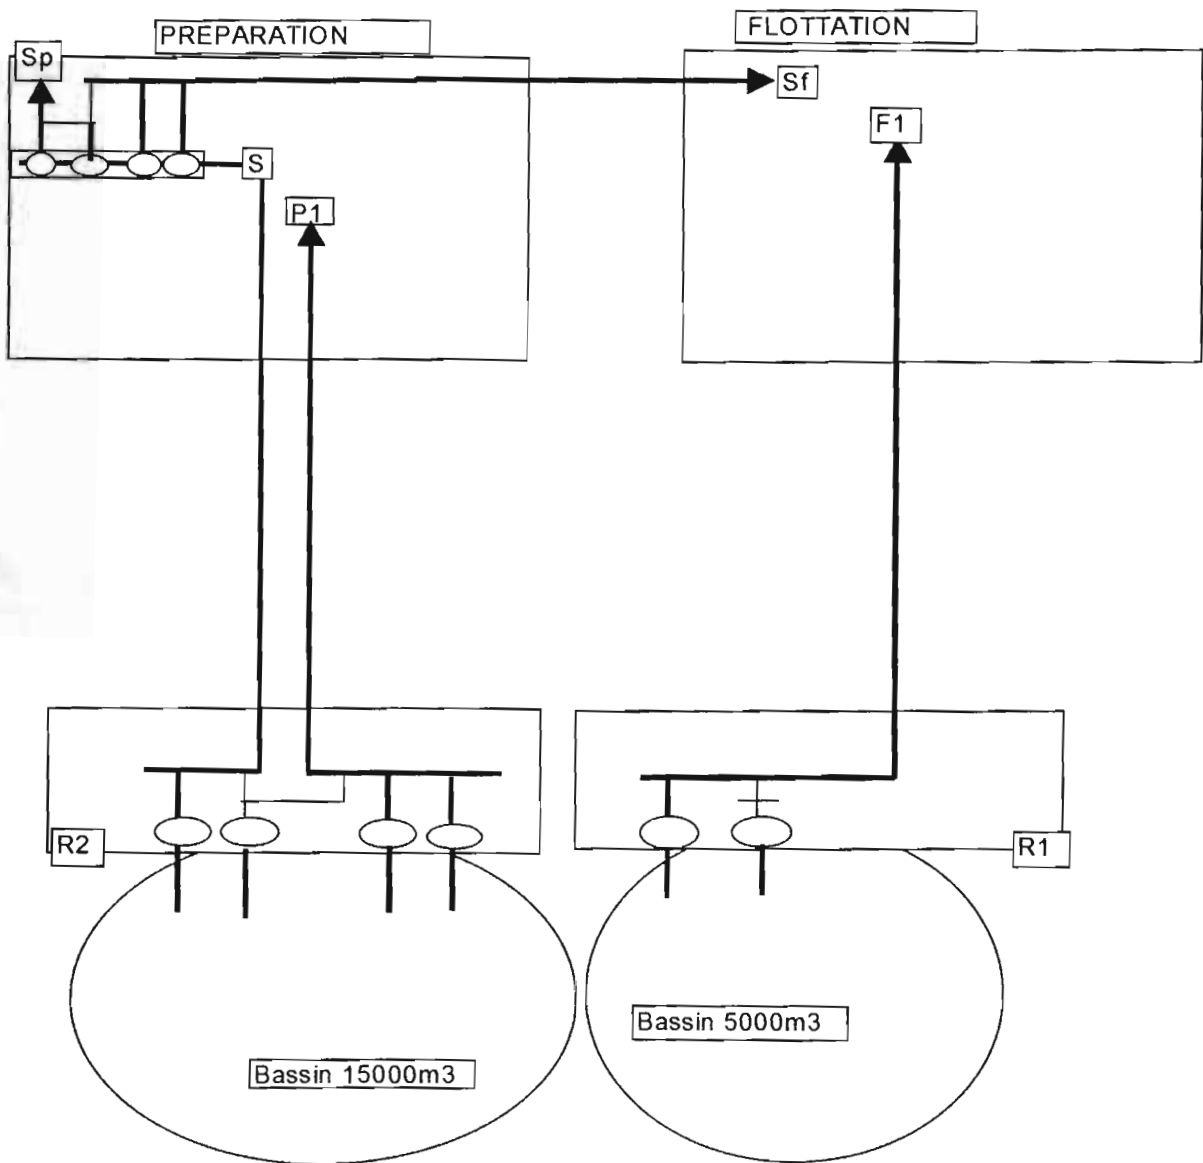 PREPARATION
FLOTTATION
Sp
Sf
F1
S
P1
R2
R1
Bassin 5000m3
Bassin 15000m3